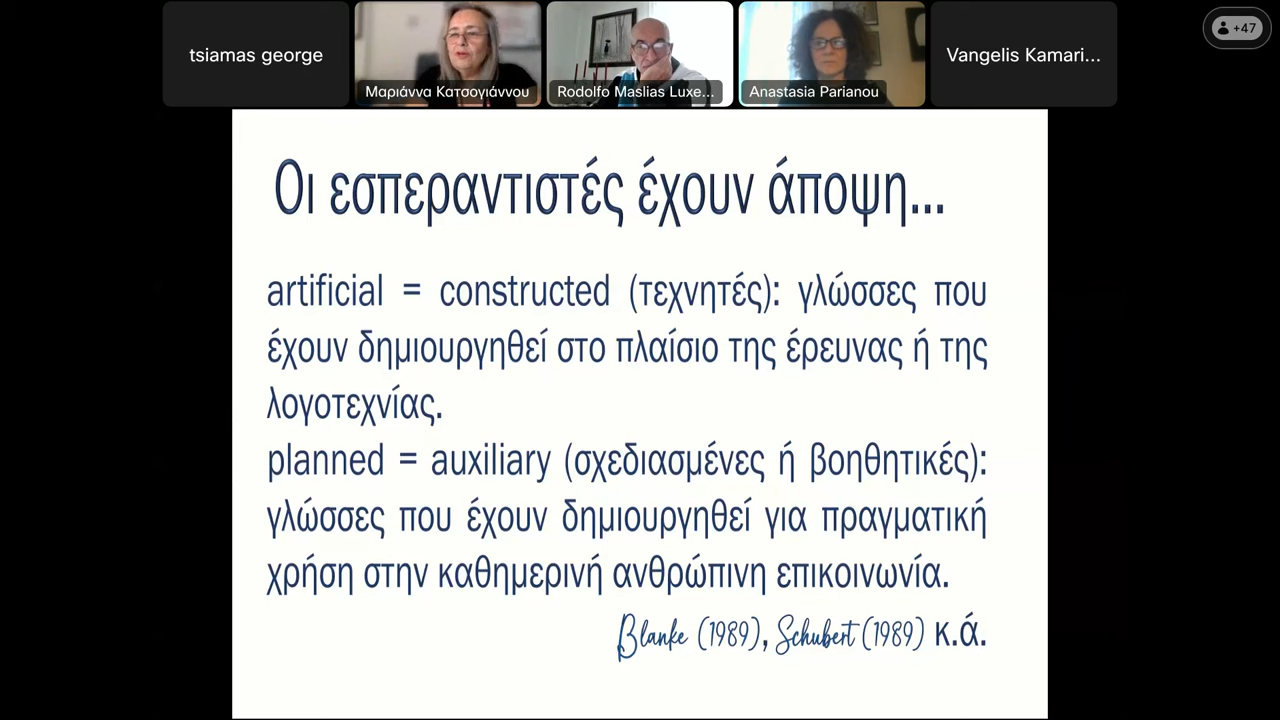 tsiamas george
Μαριάννα Κατσογιάννου
Rodolfo Maslias Luxe...
Anastasia Parianou
Vangelis Kamari...
+47
Οι εσπεραντιστές έχουν άποψη...
artificial = constructed (τεχνητές): γλώσσες που
έχουν δημιουργηθεί στο πλαίσιο της έρευνας ή της
λογοτεχνίας.
planned = auxiliary (σχεδιασμένες ή βοηθητικές):
γλώσσες που έχουν δημιουργηθεί για πραγματική
χρήση στην καθημερινή ανθρώπινη επικοινωνία.
Blanke (1989), Schubert (1989) κ.ά.